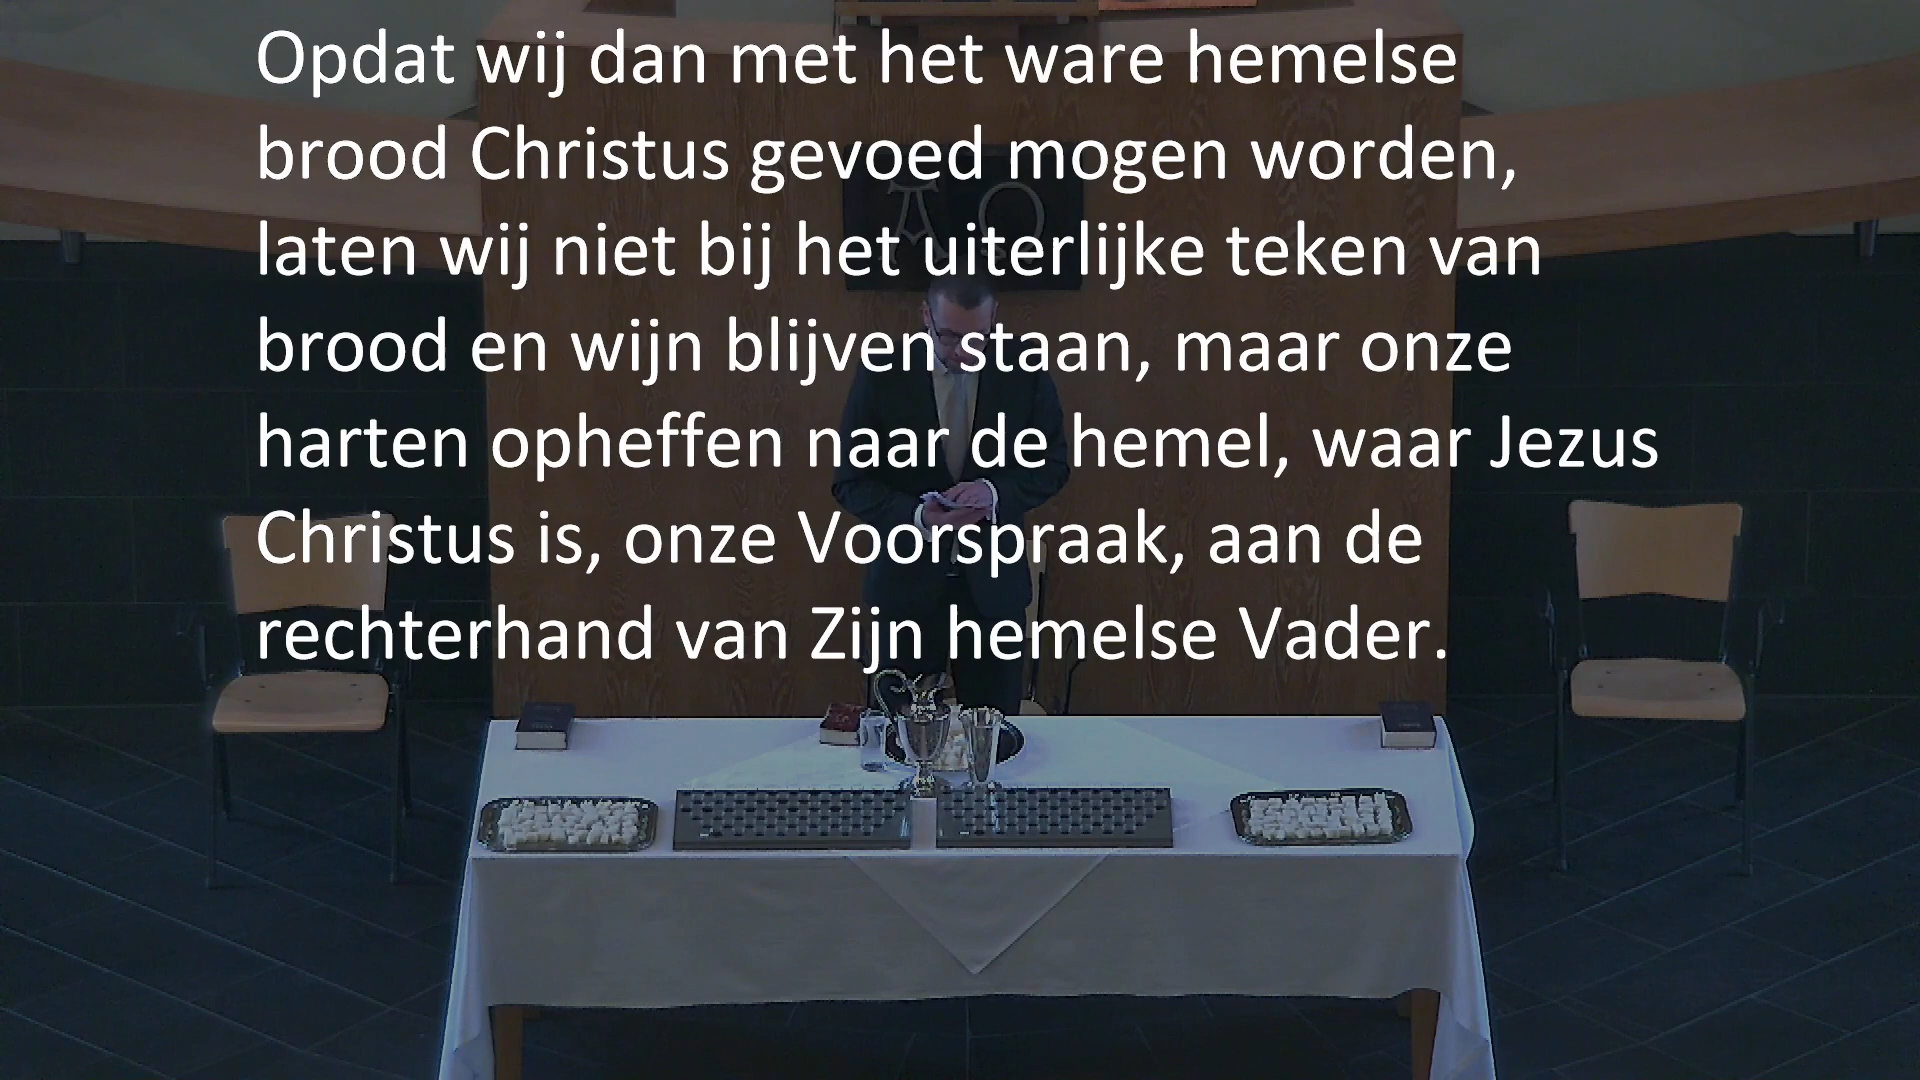 Opdat wij dan met het ware hemelse
brood Christus gevoed mogen worden,
laten wij niet bij het uiterlijke teken van
brood en wijn blijven staan, maar onze
harten opheffen naar de hemel, waar Jezus
Christus is, onze Voorspraak, aan de
rechterhand van Zijn hemelse Vader.
Α Ω